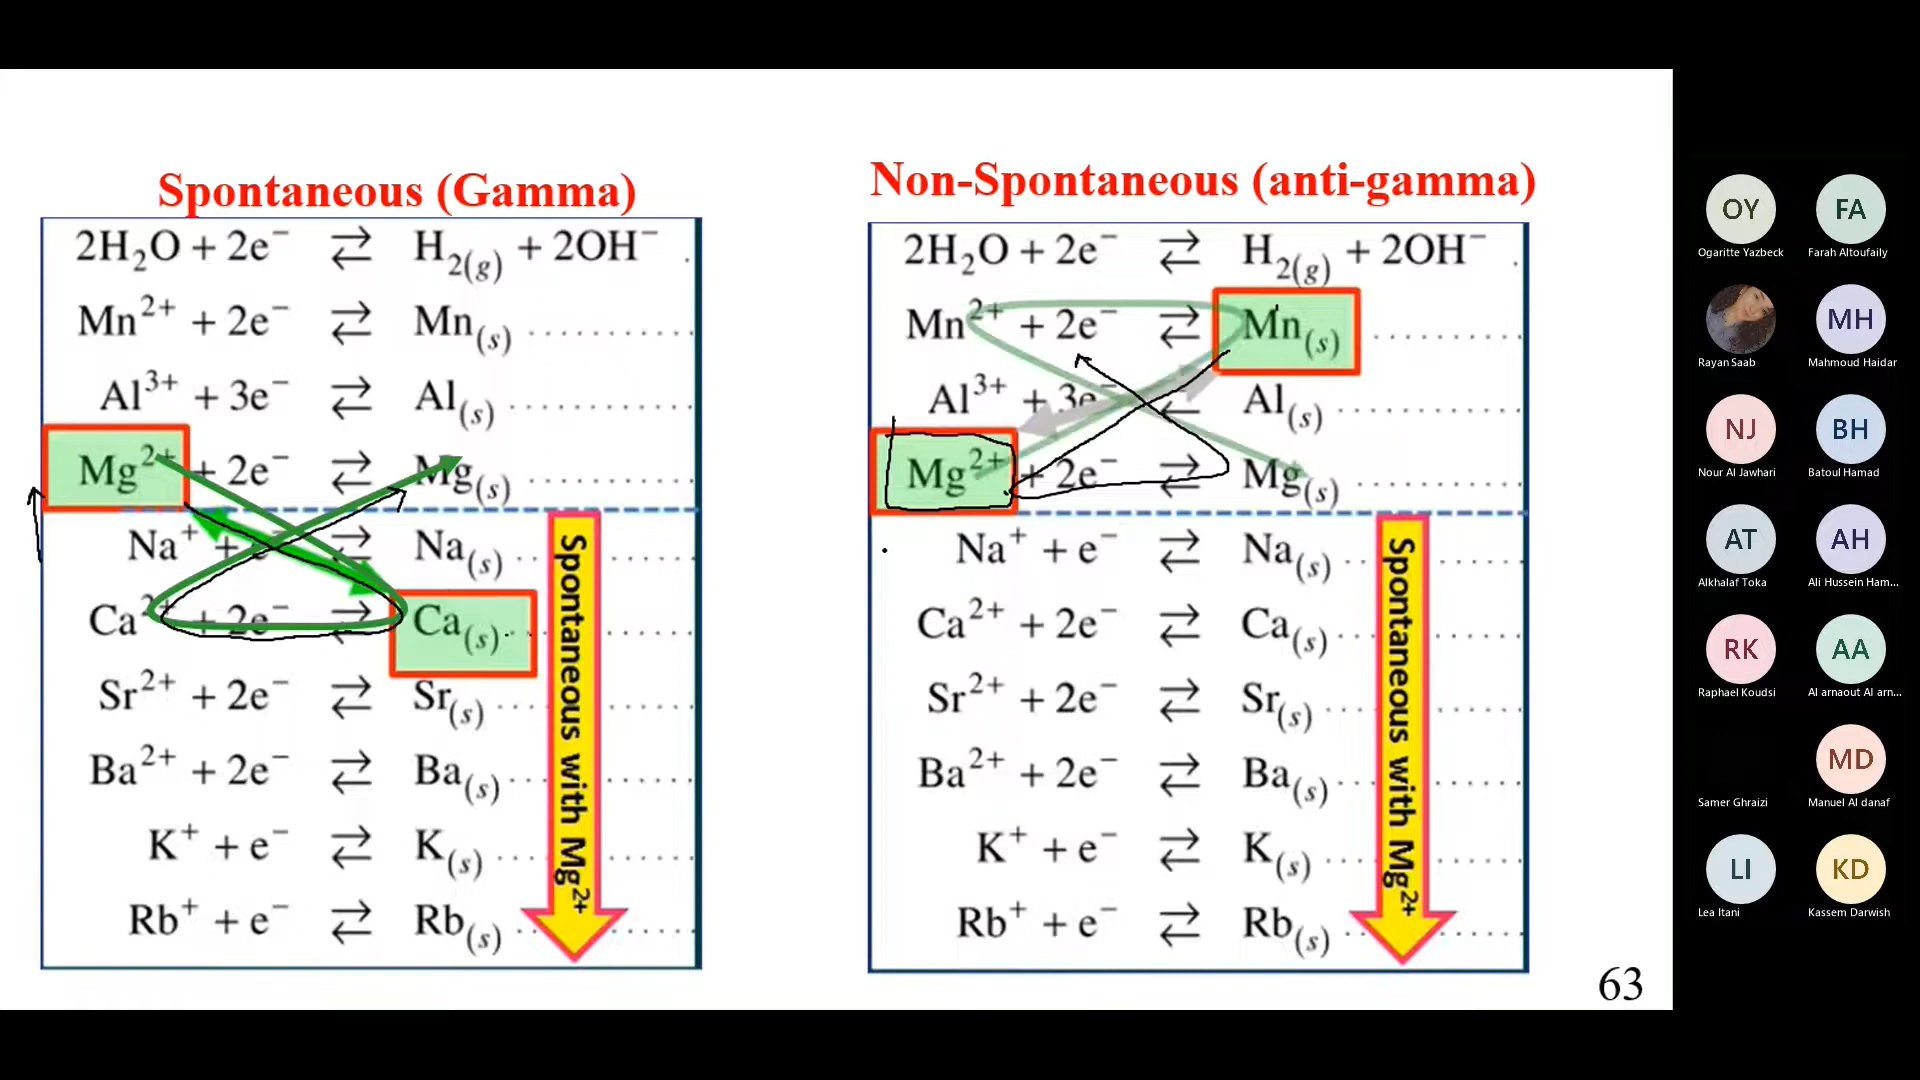 Spontaneous (Gamma)
2H₂O + 2e⁻ ⇄ H₂₍g₎ + 2OH⁻ .
Mn²⁺ + 2e⁻ ⇄ Mn₍s₎ ..........
Al³⁺ + 3e⁻ ⇄ Al₍s₎ ..........
Mg²⁺ + 2e⁻ ⇄ Mg₍s₎ ..........
Na⁺ + e⁻ ⇄ Na₍s₎ ..........
Ca²⁺ + 2e⁻ ⇄ Ca₍s₎ ..........
Sr²⁺ + 2e⁻ ⇄ Sr₍s₎ ..........
Ba²⁺ + 2e⁻ ⇄ Ba₍s₎ ..........
K⁺ + e⁻ ⇄ K₍s₎ ..........
Rb⁺ + e⁻ ⇄ Rb₍s₎ ..........
Spontaneous with Mg²⁺
Non-Spontaneous (anti-gamma)
2H₂O + 2e⁻ ⇄ H₂₍g₎ + 2OH⁻ .
Mn²⁺ + 2e⁻ ⇄ Mn₍s₎ ..........
Al³⁺ + 3e⁻ ⇄ Al₍s₎ ..........
Mg²⁺ + 2e⁻ ⇄ Mg₍s₎
Na⁺ + e⁻ ⇄ Na₍s₎ ..........
Ca²⁺ + 2e⁻ ⇄ Ca₍s₎ ..........
Sr²⁺ + 2e⁻ ⇄ Sr₍s₎ ..........
Ba²⁺ + 2e⁻ ⇄ Ba₍s₎ ..........
K⁺ + e⁻ ⇄ K₍s₎ ..........
Rb⁺ + e⁻ ⇄ Rb₍s₎ ..........
Spontaneous with Mg²⁺
63
OY FA
Ogaritte Yazbeck Farah Altoufaily
MH
Rayan Saab Mahmoud Haidar
NJ BH
Nour Al Jawhari Batoul Hamad
AT AH
Alkhalaf Toka Ali Hussein Ham...
RK AA
Raphael Koudsi Al arnaout Al arn...
MD
Samer Ghraizi Manuel Al danaf
LI KD
Lea Itani Kassem Darwish